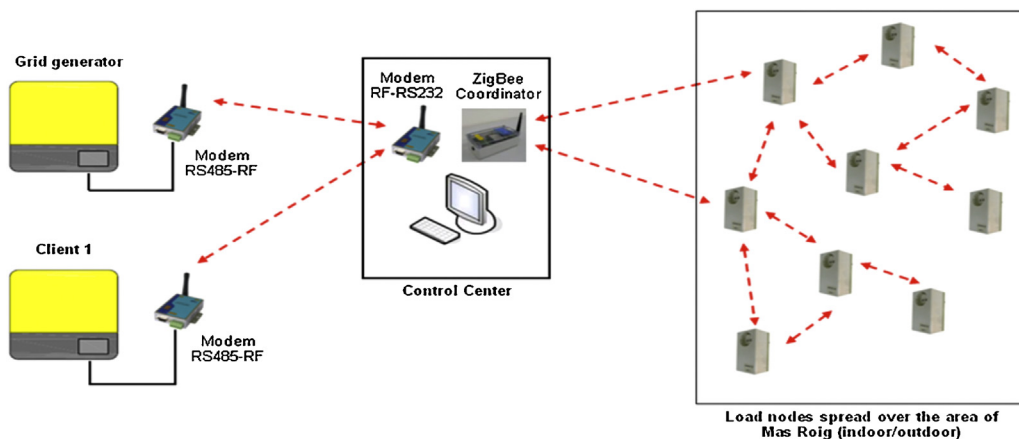 Grid generator
Modem
RS485-RF
Client 1
Modem
RS485-RF
Modem
RF-RS232
ZigBee
Coordinator
Control Center
Load nodes spread over the area of
Mas Roig (indoor/outdoor)